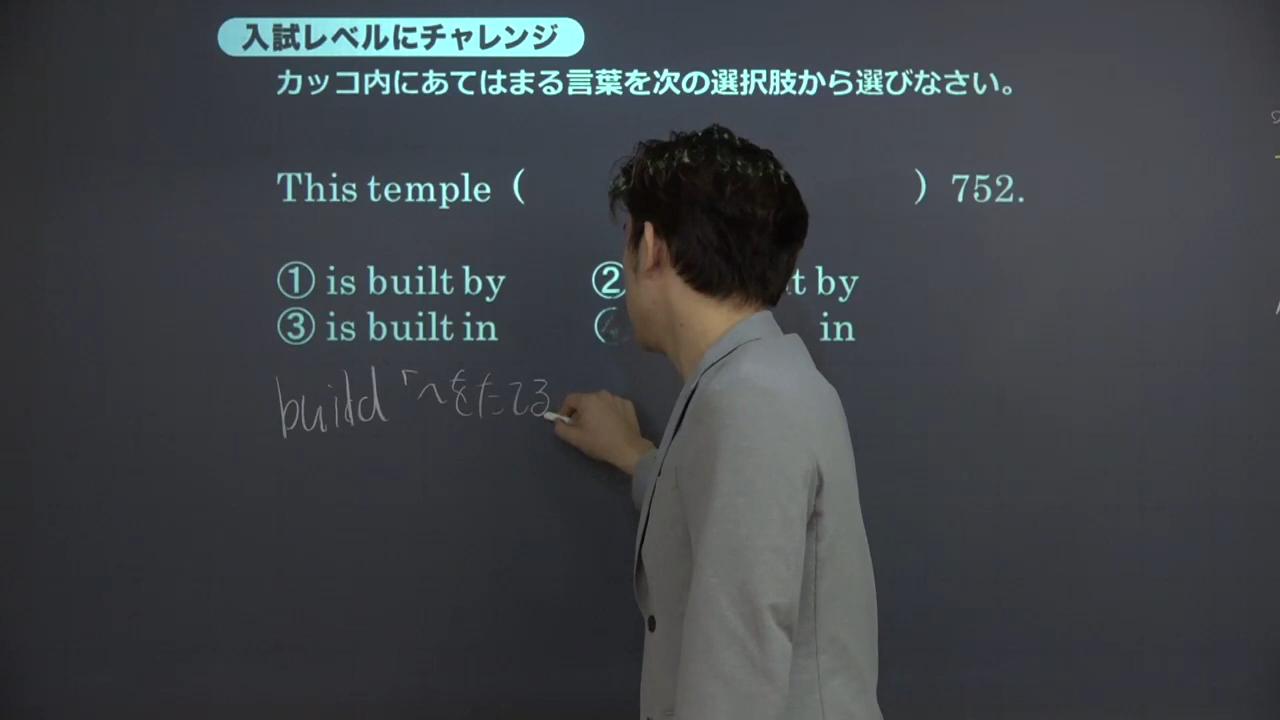 入試レベルにチャレンジ
カッコ内にあてはまる言葉を次の選択肢から選びなさい。
This temple ( ) 752.
① is built by ② t by
③ is built in in
build「〜をたてる